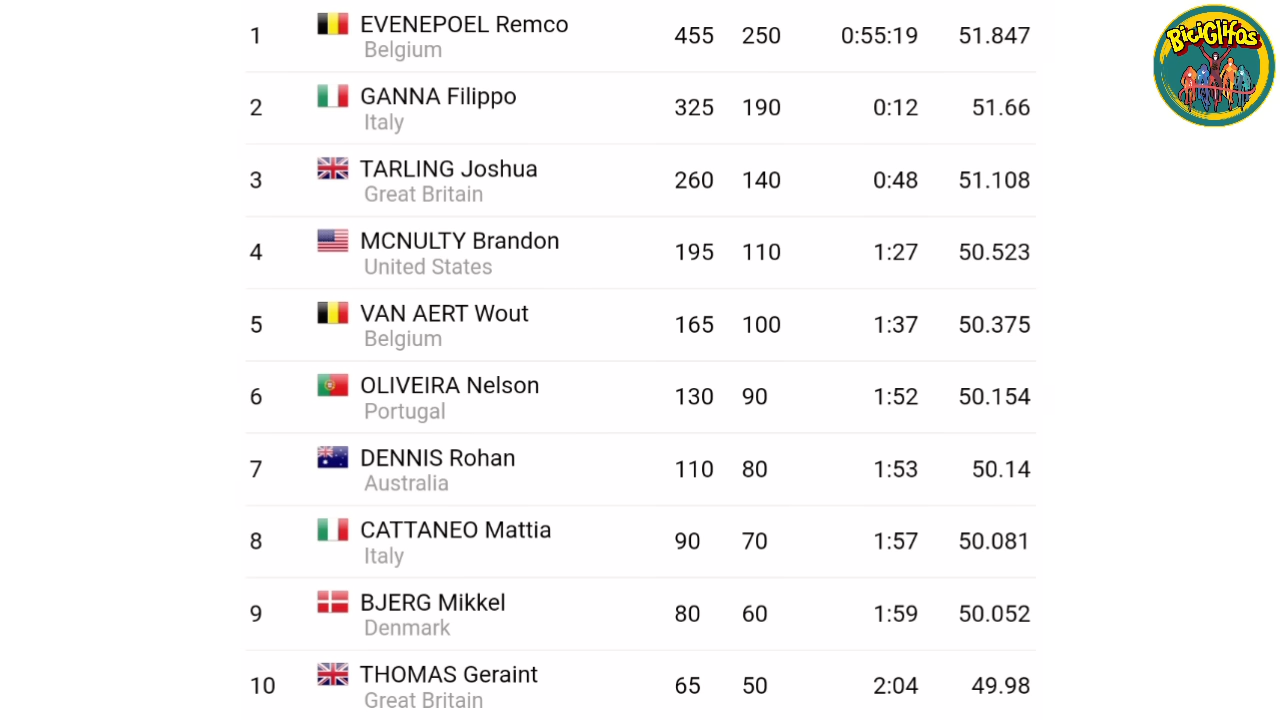 BiciGlifos
1 EVENEPOEL Remco 455 250 0:55:19 51.847
Belgium
2 GANNA Filippo 325 190 0:12 51.66
Italy
3 TARLING Joshua 260 140 0:48 51.108
Great Britain
4 MCNULTY Brandon 195 110 1:27 50.523
United States
5 VAN AERT Wout 165 100 1:37 50.375
Belgium
6 OLIVEIRA Nelson 130 90 1:52 50.154
Portugal
7 DENNIS Rohan 110 80 1:53 50.14
Australia
8 CATTANEO Mattia 90 70 1:57 50.081
Italy
9 BJERG Mikkel 80 60 1:59 50.052
Denmark
10 THOMAS Geraint 65 50 2:04 49.98
Great Britain